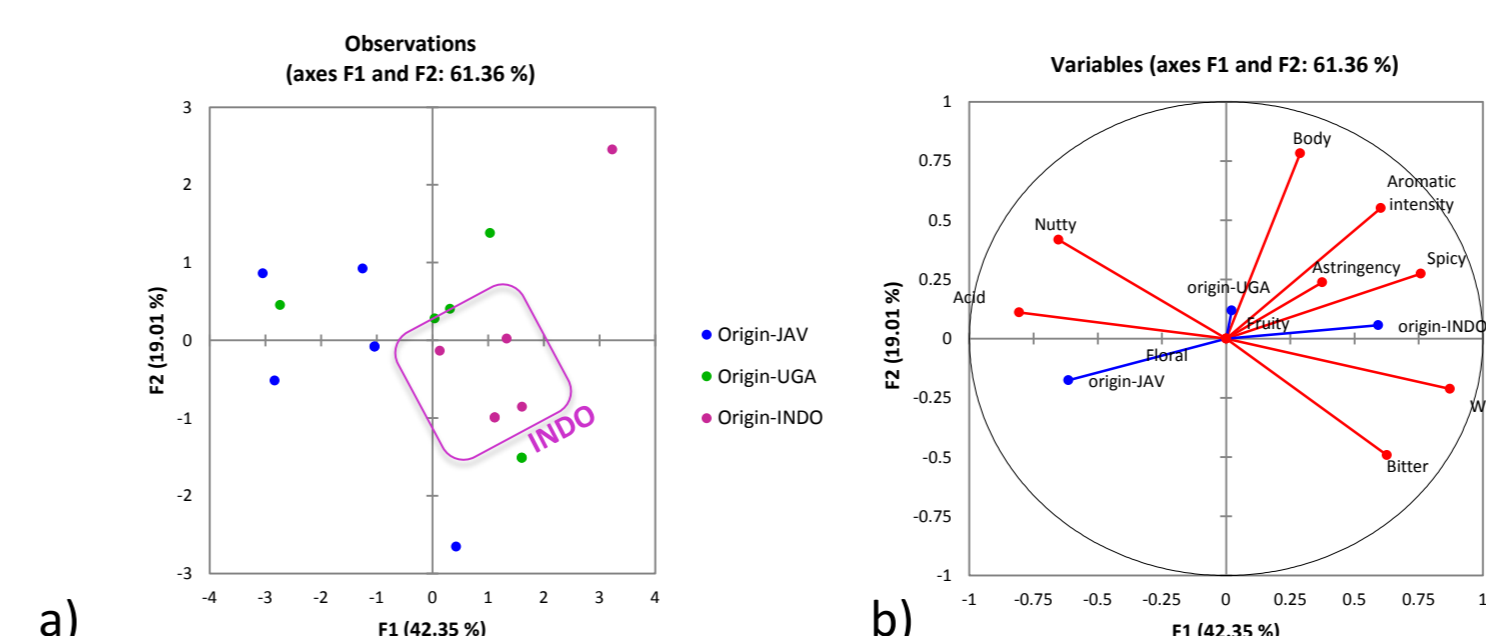 Observations
(axes F1 and F2: 61.36 %)
3
2
1
0
-1
-2
-3
-4 -3 -2 -1 0 1 2 3 4
F2 (19.01 %)
F1 (42.35 %)
INDO
Origin-JAV
Origin-UGA
Origin-INDO
a)
Variables (axes F1 and F2: 61.36 %)
1
0.75
0.5
0.25
0
-0.25
-0.5
-0.75
-1
-1 -0.75 -0.5 -0.25 0 0.25 0.5 0.75 1
F2 (19.01 %)
F1 (42.35 %)
Body
Aromatic
intensity
Nutty
Spicy
Astringency
origin-UGA
Acid
Fruity
origin-INDO
Floral
origin-JAV
W
Bitter
b)